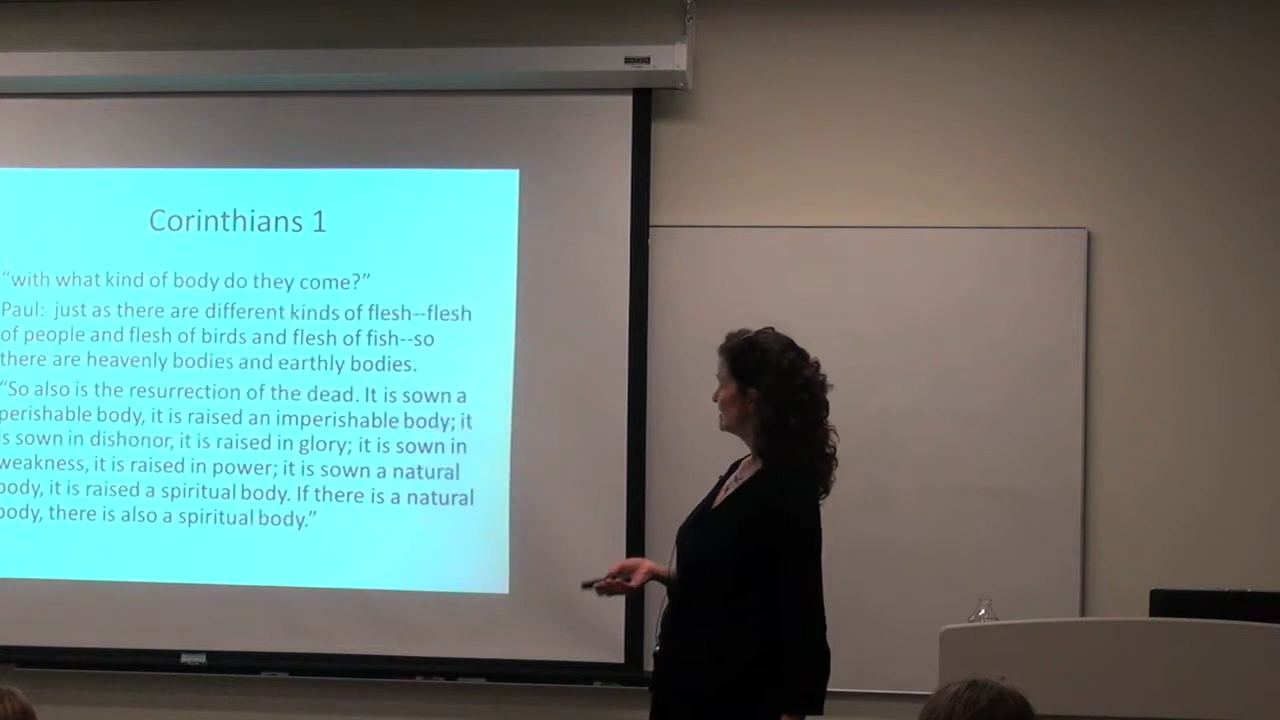 Corinthians 1
“with what kind of body do they come?”
Paul:  just as there are different kinds of flesh--flesh
of people and flesh of birds and flesh of fish--so
there are heavenly bodies and earthly bodies.
“So also is the resurrection of the dead. It is sown a
perishable body, it is raised an imperishable body; it
is sown in dishonor, it is raised in glory; it is sown in
weakness, it is raised in power; it is sown a natural
body, it is raised a spiritual body. If there is a natural
body, there is also a spiritual body.”